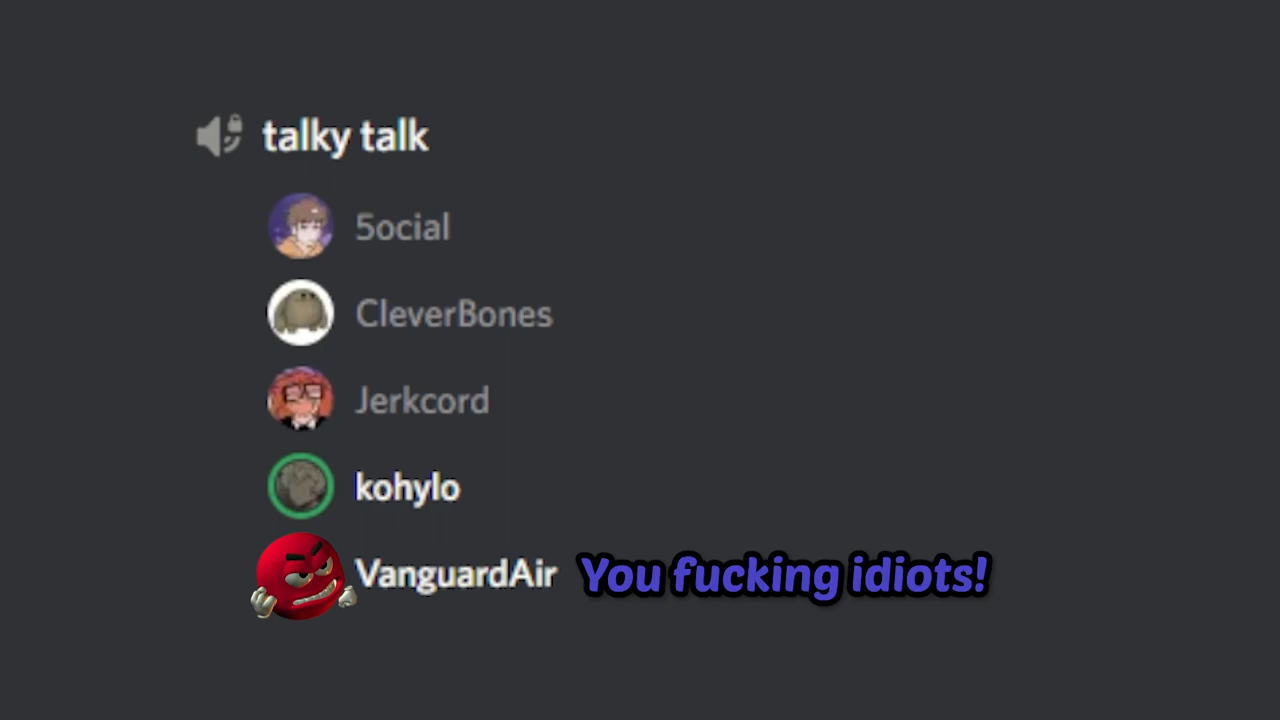 talky talk
5ocial
CleverBones
Jerkcord
kohylo
VanguardAir You fucking idiots!